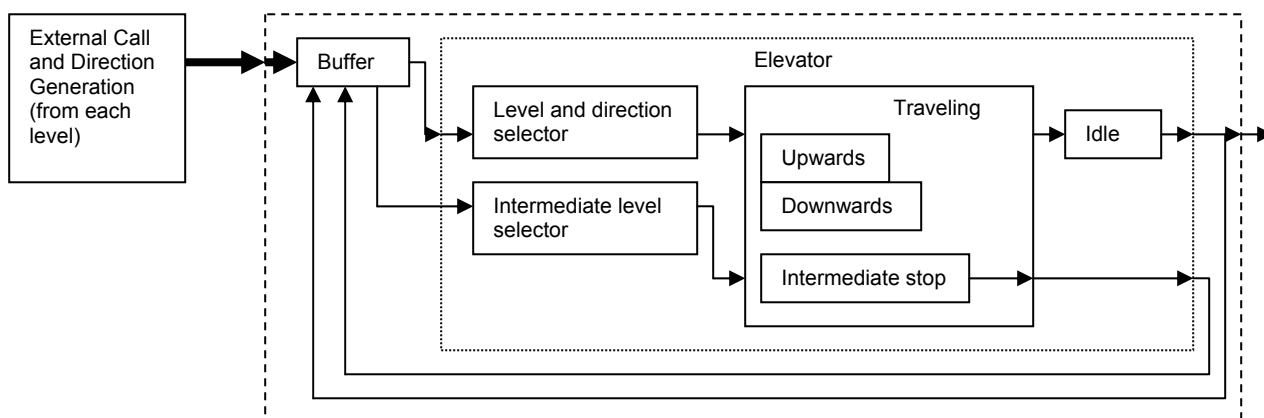 External Call
and Direction
Generation
(from each
level)
Buffer
Elevator
Level and direction
selector
Intermediate level
selector
Traveling
Upwards
Downwards
Intermediate stop
Idle